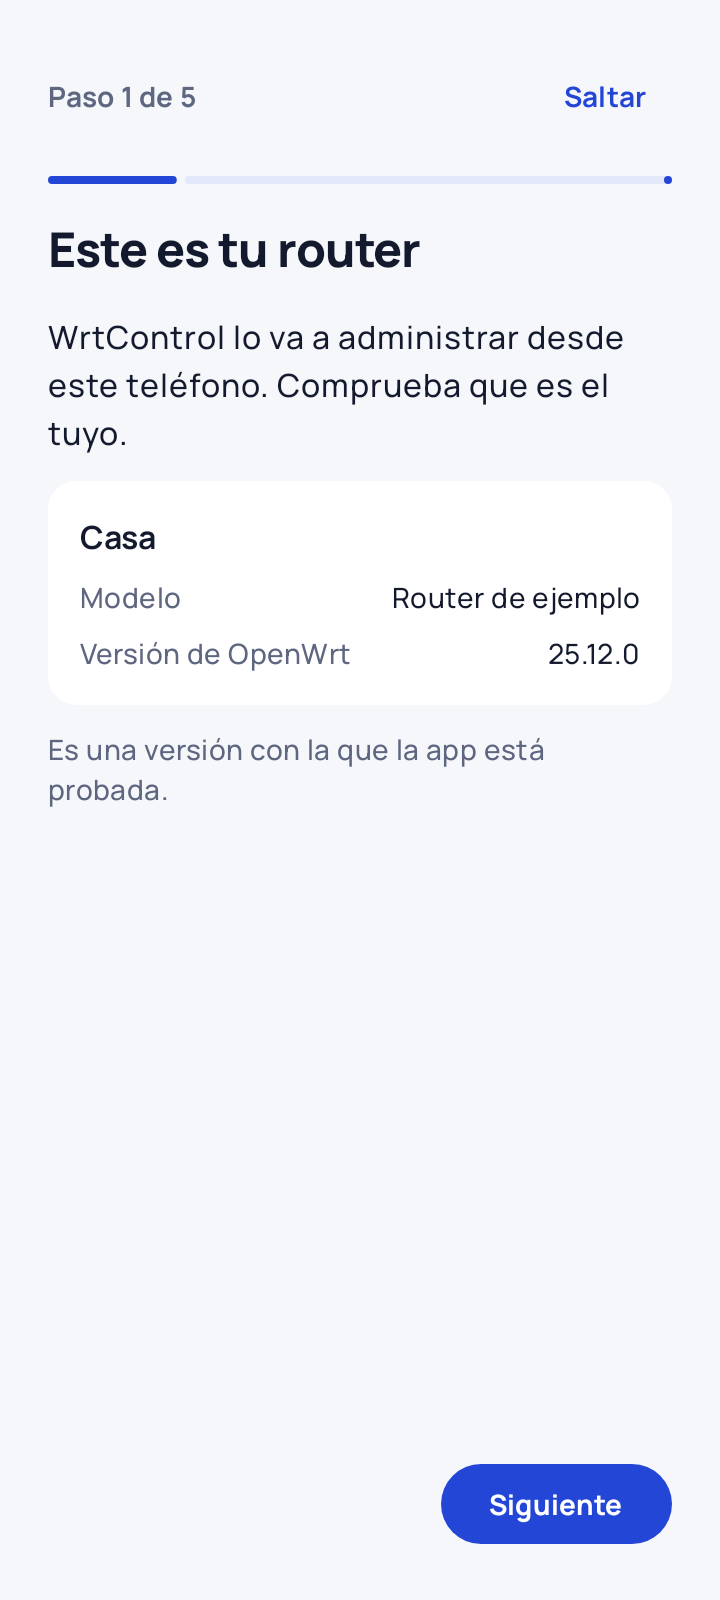 Paso 1 de 5
Saltar
Este es tu router
WrtControl lo va a administrar desde
este teléfono. Comprueba que es el
tuyo.
Casa
Modelo
Router de ejemplo
Versión de OpenWrt
25.12.0
Es una versión con la que la app está
probada.
Siguiente